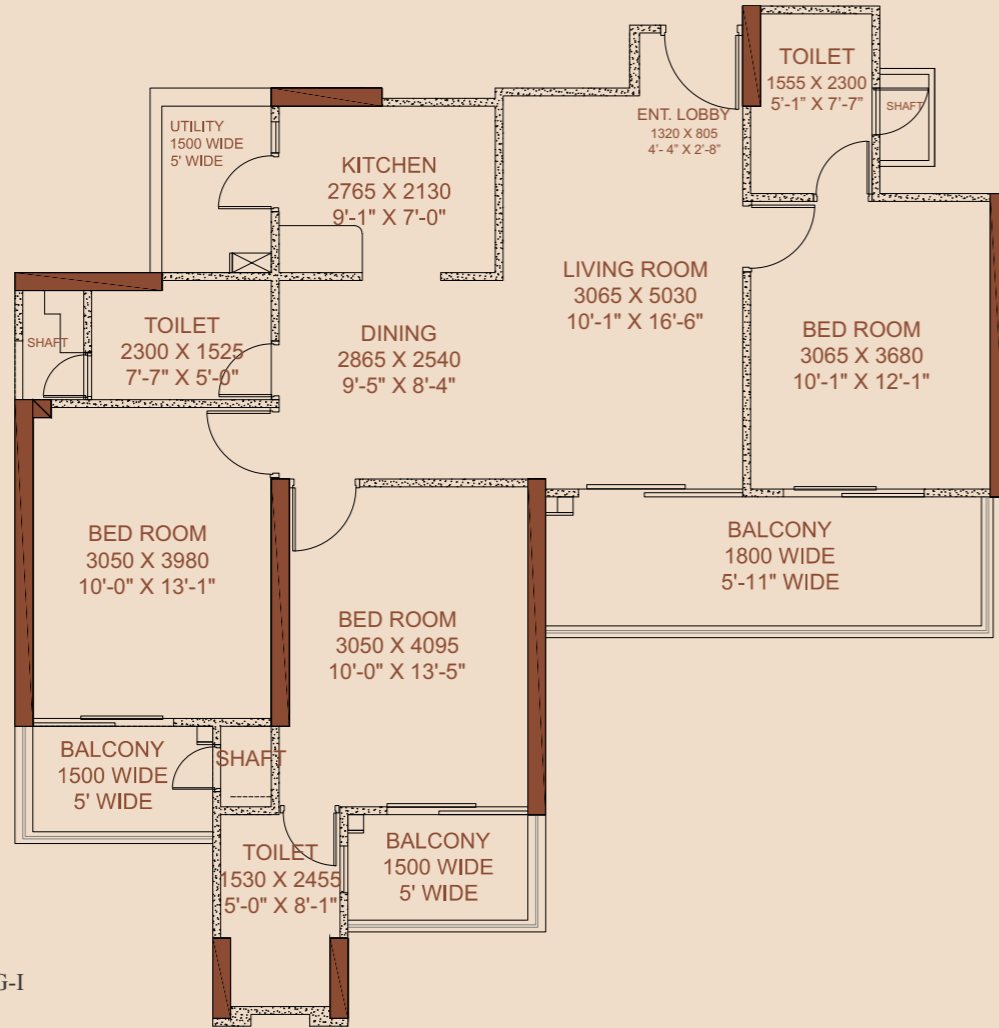 TOILET
1555 X 2300
5'-1" X 7'-7"
SHAFT
ENT. LOBBY
1320 X 805
4'- 4" X 2'-8"
UTILITY
1500 WIDE
5' WIDE
KITCHEN
2765 X 2130
9'-1" X 7'-0"
LIVING ROOM
3065 X 5030
10'-1" X 16'-6"
BED ROOM
3065 X 3680
10'-1" X 12'-1"
SHAFT
TOILET
2300 X 1525
7'-7" X 5'-0"
DINING
2865 X 2540
9'-5" X 8'-4"
BED ROOM
3050 X 3980
10'-0" X 13'-1"
BALCONY
1800 WIDE
5'-11" WIDE
BED ROOM
3050 X 4095
10'-0" X 13'-5"
BALCONY
1500 WIDE
5' WIDE
SHAFT
TOILET
1530 X 2455
5'-0" X 8'-1"
BALCONY
1500 WIDE
5' WIDE
G-I